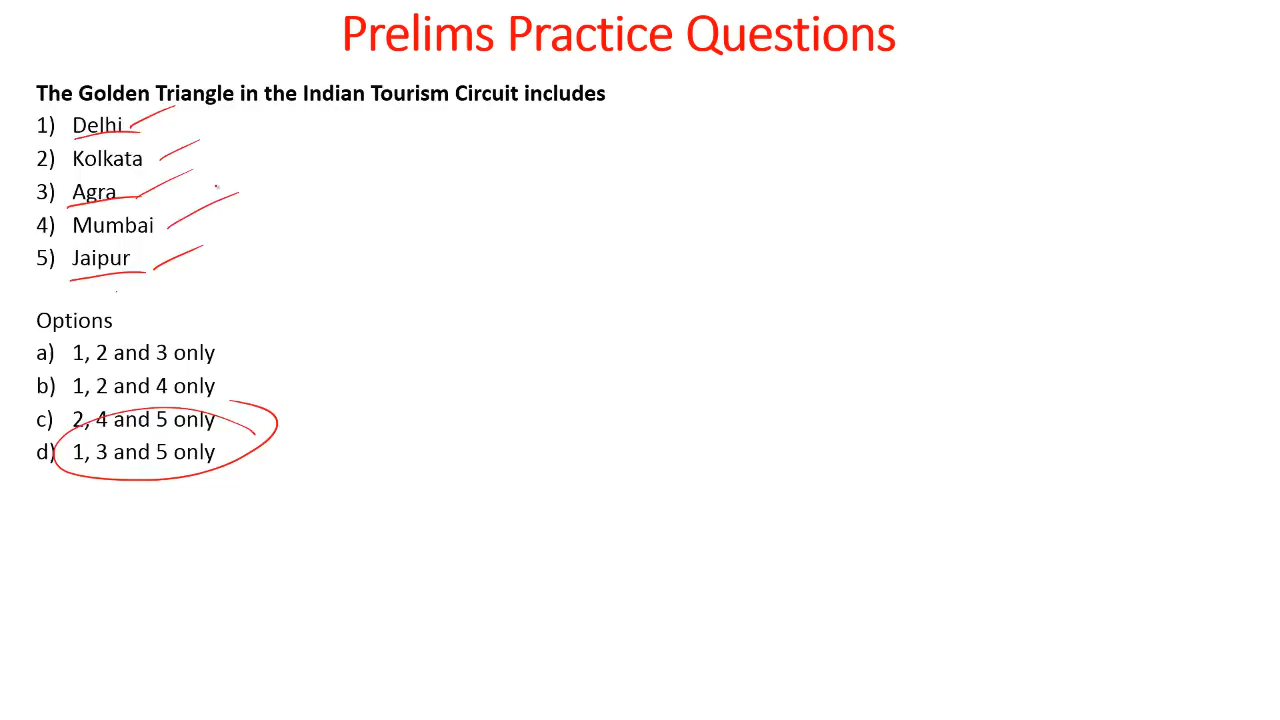 Prelims Practice Questions
The Golden Triangle in the Indian Tourism Circuit includes
1) Delhi
2) Kolkata
3) Agra
4) Mumbai
5) Jaipur
Options
a) 1, 2 and 3 only
b) 1, 2 and 4 only
c) 2, 4 and 5 only
d) 1, 3 and 5 only